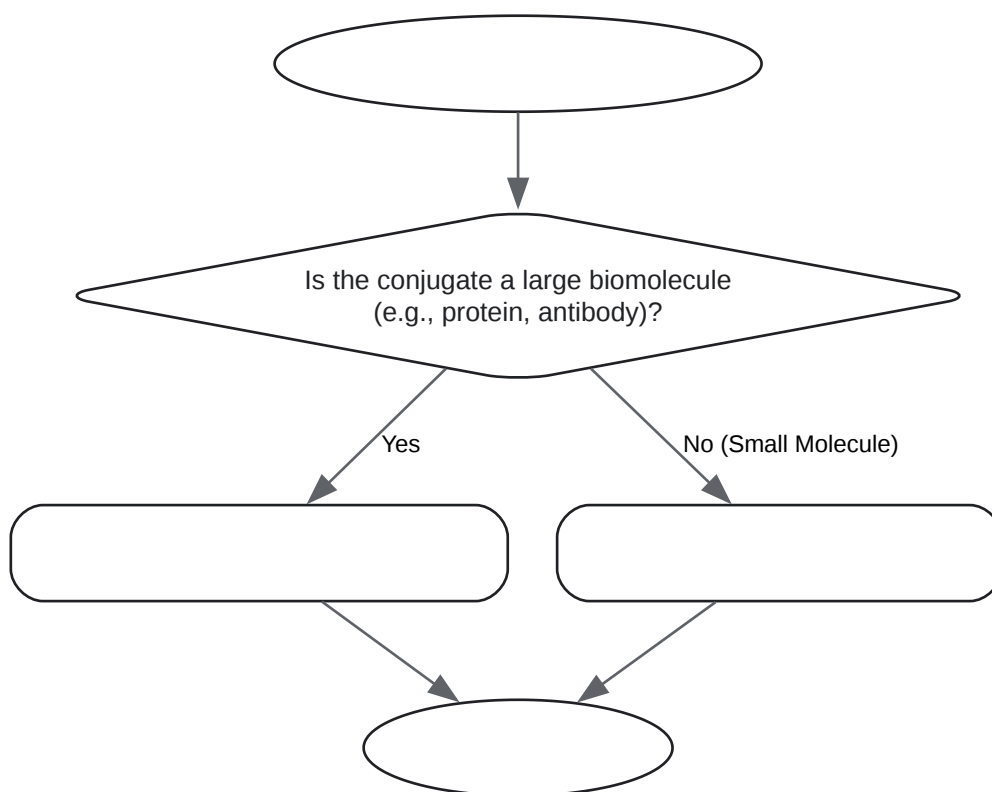 Is the conjugate a large biomolecule
(e.g., protein, antibody)?
Yes
No (Small Molecule)